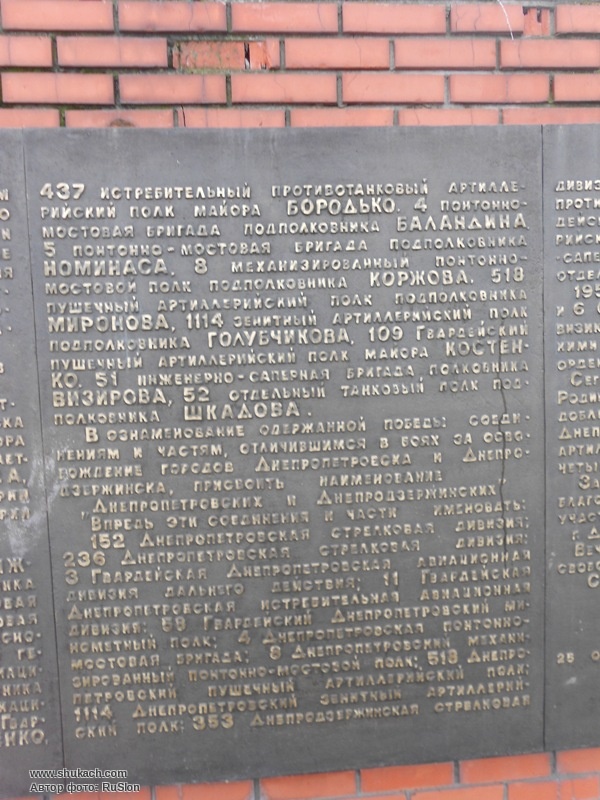 437 ИСТРЕБИТЕЛЬНЫЙ ПРОТИВОТАНКОВЫЙ АРТИЛЛЕ-
РИЙСКИЙ ПОЛК МАЙОРА БОРОДЬКО. 4 ПОНТОННО-
МОСТОВАЯ БРИГАДА ПОДПОЛКОВНИКА БАЛАНДИНА
5 ПОНТОННО-МОСТОВАЯ БРИГАДА ПОДПОЛКОВНИКА
НОМИНАСА. 8 МЕХАНИЗИРОВАННЫЙ ПОНТОННО-
МОСТОВОЙ ПОЛК ПОДПОЛКОВНИКА КОРЖОВА. 518
ПУШЕЧНЫЙ АРТИЛЛЕРИЙСКИЙ ПОЛК ПОДПОЛКОВНИКА
МИРОНОВА, 1114 ЗЕНИТНЫЙ АРТИЛЛЕРИЙСКИЙ ПОЛК
ПОДПОЛКОВНИКА ГОЛУБЧИКОВА, 109 ГВАРДЕЙСКИЙ
ПУШЕЧНЫЙ АРТИЛЛЕРИЙСКИЙ ПОЛК МАЙОРА КОСТЕН-
КО. 51 ИНЖЕНЕРНО-САПЕРНАЯ БРИГАДА ПОЛКОВНИКА
ВИЗИРОВА, 52 ОТДЕЛЬНЫЙ ТАНКОВЫЙ ПОЛК ПОД-
ПОЛКОВНИКА ШКАДОВА.
В ОЗНАМЕНОВАНИЕ ОДЕРЖАННОЙ ПОБЕДЫ; СОЕДИ-
НЕНИЯМ И ЧАСТЯМ, ОТЛИЧИВШИМСЯ В БОЯХ ЗА ОСВО-
БОЖДЕНИЕ ГОРОДОВ ДНЕПРОПЕТРОВСКА И ДНЕПРО-
ДЗЕРЖИНСКА, ПРИСВОИТЬ НАИМЕНОВАНИЕ
"ДНЕПРОПЕТРОВСКИХ И ДНЕПРОДЗЕРЖИНСКИХ"
ВПРЕДЬ ЭТИ СОЕДИНЕНИЯ И ЧАСТИ ИМЕНОВАТЬ:
152 ДНЕПРОПЕТРОВСКАЯ СТРЕЛКОВАЯ ДИВИЗИЯ;
236 ДНЕПРОПЕТРОВСКАЯ СТРЕЛКОВАЯ ДИВИЗИЯ;
3 ГВАРДЕЙСКАЯ ДНЕПРОПЕТРОВСКАЯ АВИАЦИОННАЯ
ДИВИЗИЯ ДАЛЬНЕГО ДЕЙСТВИЯ; 11 ГВАРДЕЙСКАЯ
ДНЕПРОПЕТРОВСКАЯ ИСТРЕБИТЕЛЬНАЯ АВИАЦИОННАЯ
ДИВИЗИЯ; 58 ГВАРДЕЙСКИЙ ДНЕПРОПЕТРОВСКИЙ МИ-
НОМЕТНЫЙ ПОЛК; 4 ДНЕПРОПЕТРОВСКАЯ ПОНТОННО-
МОСТОВАЯ БРИГАДА; 8 ДНЕПРОПЕТРОВСКИЙ МЕХАНИ-
ЗИРОВАННЫЙ ПОНТОННО-МОСТОВОЙ ПОЛК; 518 ДНЕПРО-
ПЕТРОВСКИЙ ПУШЕЧНЫЙ АРТИЛЛЕРИЙСКИЙ ПОЛК;
1114 ДНЕПРОПЕТРОВСКИЙ ЗЕНИТНЫЙ АРТИЛЛЕРИЙ-
СКИЙ ПОЛК; 353 ДНЕПРОДЗЕРЖИНСКАЯ СТРЕЛКОВАЯ
www.shukach.com
Автор фото: RuSlon